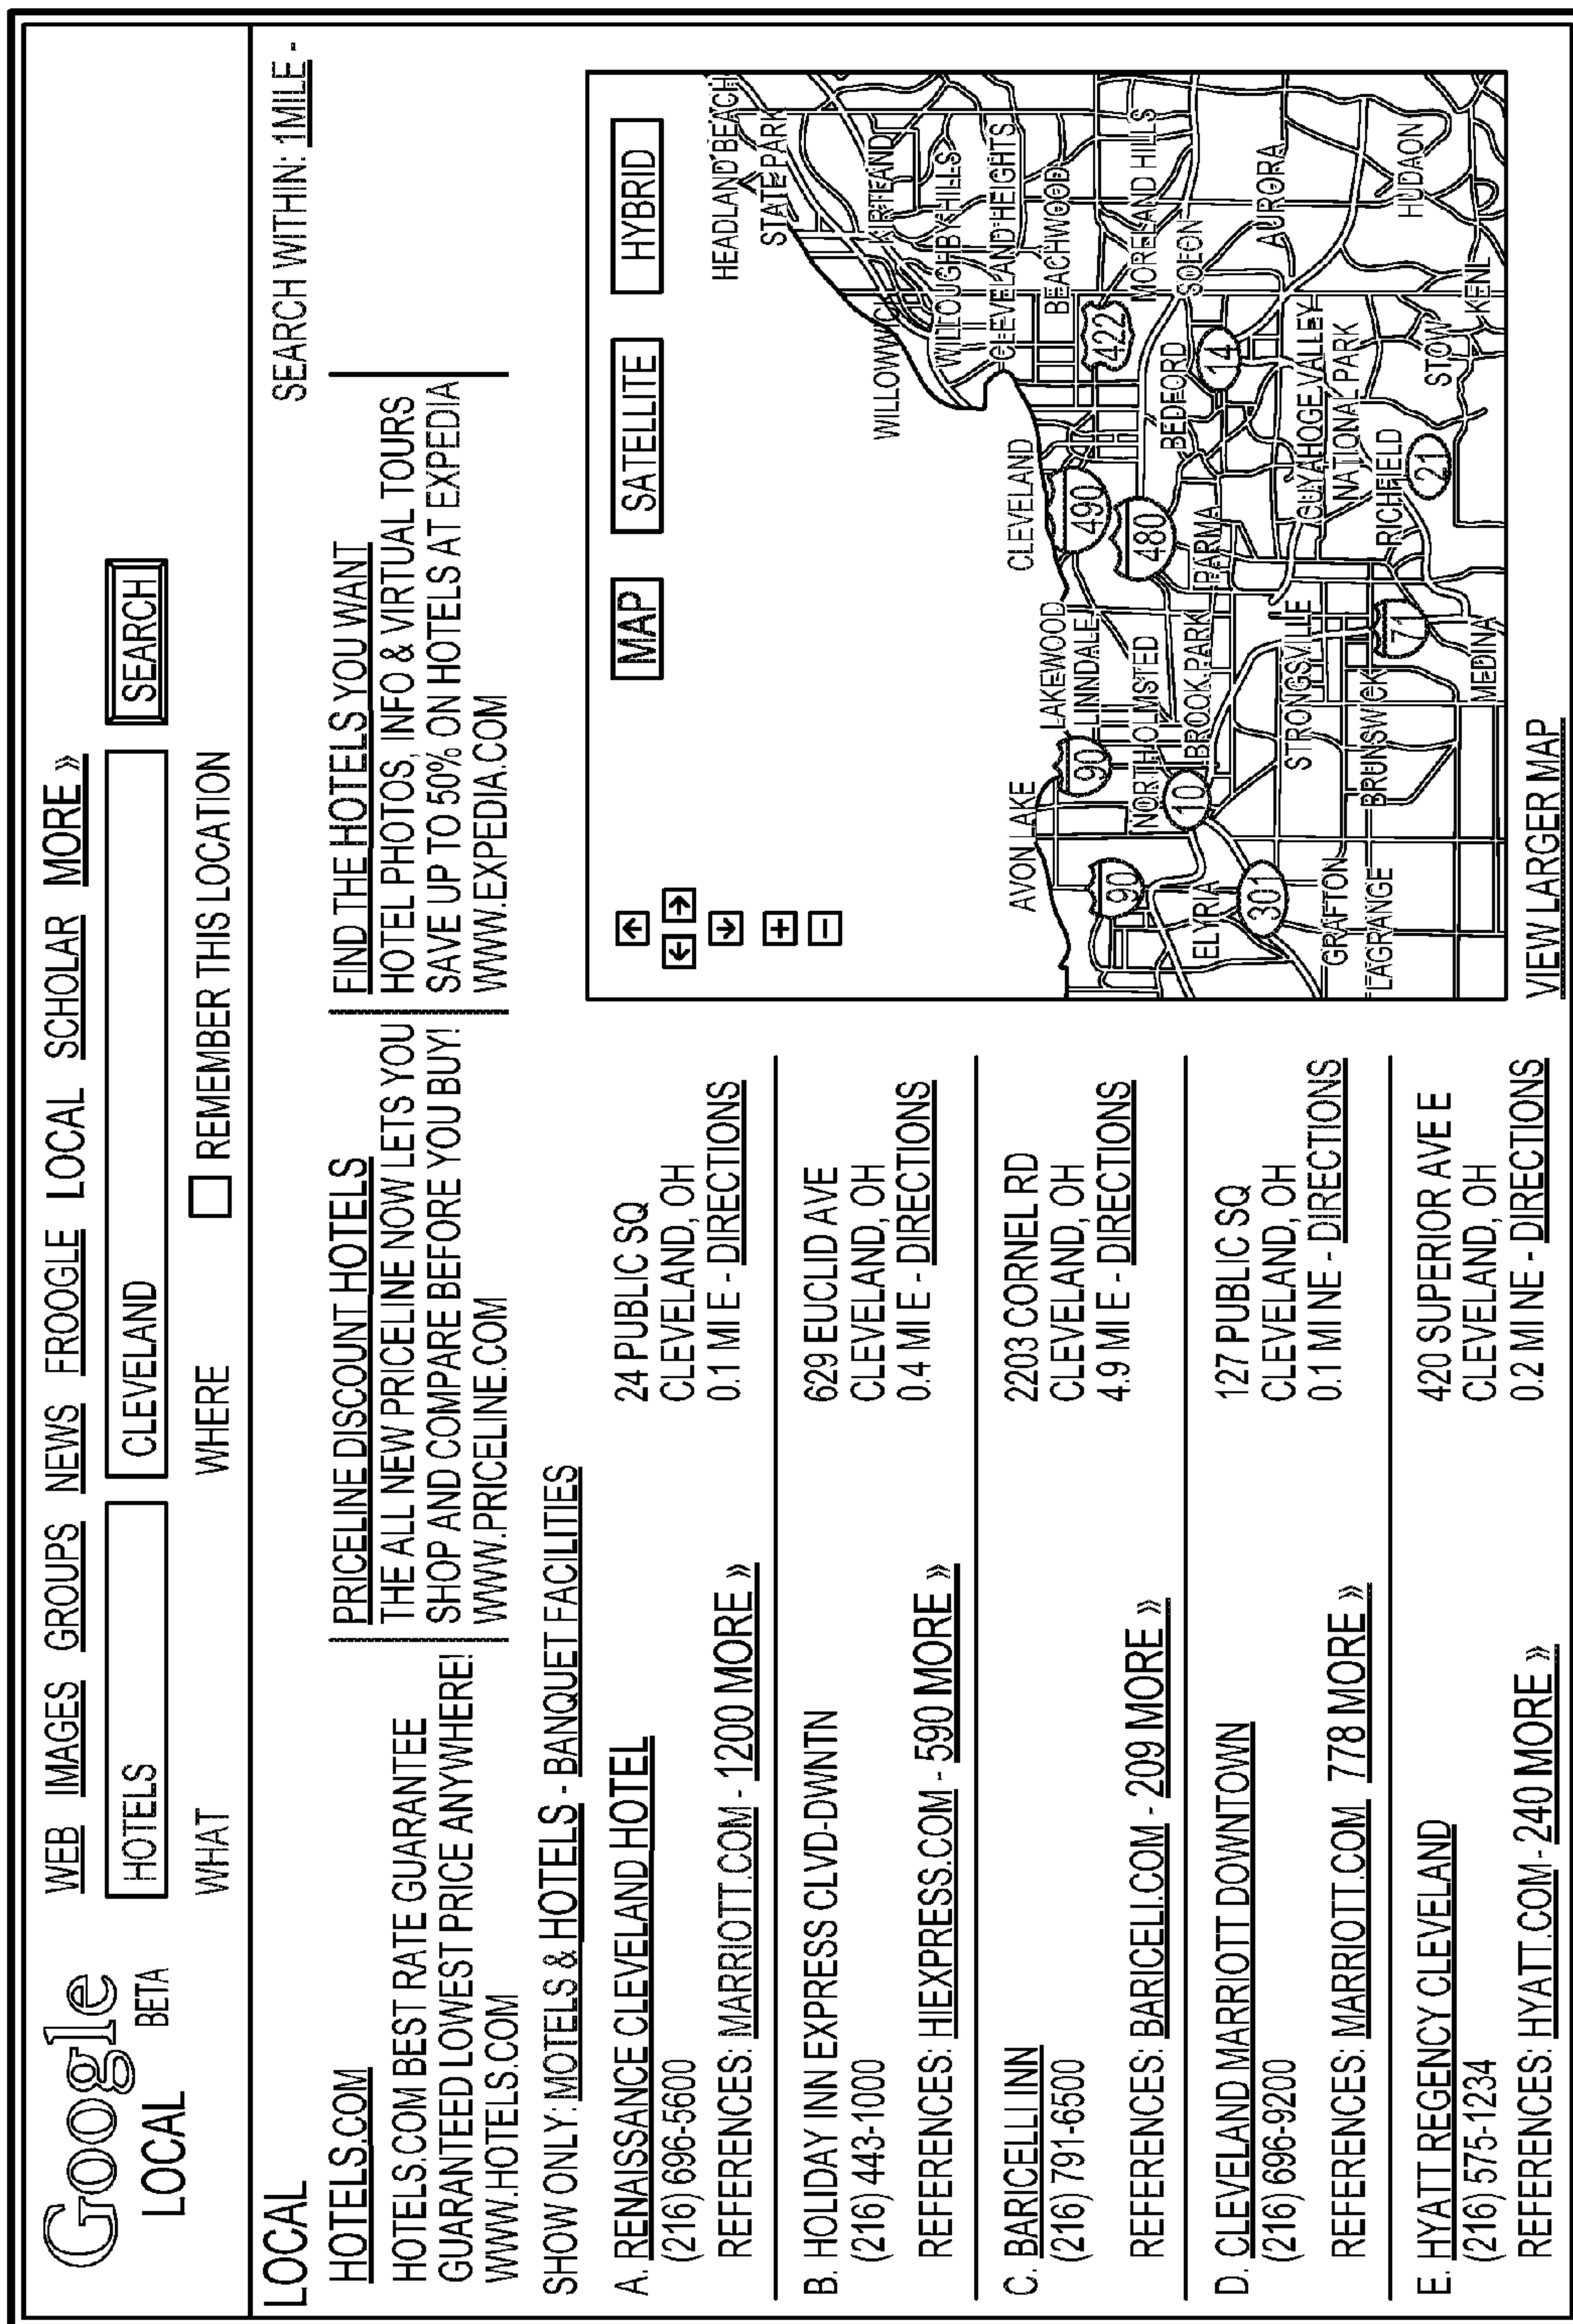 Google
LOCAL
BETA
WEB IMAGES GROUPS NEWS FROOGLE LOCAL SCHOLAR MORE »
HOTELS
CLEVELAND
SEARCH
WHAT
WHERE
REMEMBER THIS LOCATION
LOCAL
SEARCH WITHIN: 1MILE -
HOTELS.COM
HOTELS.COM BEST RATE GUARANTEE
GUARANTEED LOWEST PRICE ANYWHERE!
WWW.HOTELS.COM
PRICELINE DISCOUNT HOTELS
THE ALL NEW PRICELINE NOW LETS YOU
SHOP AND COMPARE BEFORE YOU BUY!
WWW.PRICELINE.COM
FIND THE HOTELS YOU WANT
HOTEL PHOTOS, INFO & VIRTUAL TOURS
SAVE UP TO 50% ON HOTELS AT EXPEDIA
WWW.EXPEDIA.COM
SHOW ONLY: MOTELS & HOTELS - BANQUET FACILITIES
A. RENAISSANCE CLEVELAND HOTEL
(216) 696-5600
REFERENCES: MARRIOTT.COM - 1200 MORE »
24 PUBLIC SQ
CLEVELAND, OH
0.1 MI E - DIRECTIONS
B. HOLIDAY INN EXPRESS CLVD-DWNTN
(216) 443-1000
REFERENCES: HIEXPRESS.COM - 590 MORE »
629 EUCLID AVE
CLEVELAND, OH
0.4 MI E - DIRECTIONS
C. BARICELLI INN
(216) 791-6500
REFERENCES: BARICELI.COM - 209 MORE »
2203 CORNEL RD
CLEVELAND, OH
4.9 MI E - DIRECTIONS
D. CLEVELAND MARRIOTT DOWNTOWN
(216) 696-9200
REFERENCES: MARRIOTT.COM 778 MORE »
127 PUBLIC SQ
CLEVELAND, OH
0.1 MI NE - DIRECTIONS
E. HYATT REGENCY CLEVELAND
(216) 575-1234
REFERENCES: HYATT.COM - 240 MORE »
420 SUPERIOR AVE E
CLEVELAND, OH
0.2 MI NE - DIRECTIONS
MAP
SATELLITE
HYBRID
HEADLAND BEACH
STATE PARK
WILLOWWICK
KIRTEAND
WILLOUGHBY HILLS
CLEVELAND HEIGHTS
AVON LAKE
CLEVELAND
LAKEWOOD
BEACHWOOD
90
490
LINNDALE
422
90
480
NORTH OLMSTED
MORELAND HILLS
ELYRIA
10
BROOK PARK
PARMA
BEDFORD
SOLON
14
301
AURORA
STRONGSVILLE
CUYAHOGE VALLEY
NATIONAL PARK
GRAFTON
LAGRANGE
BRUNSWICK
71
RICHFIELD
21
STOW
HUDAON
MEDINA
KENL
VIEW LARGER MAP